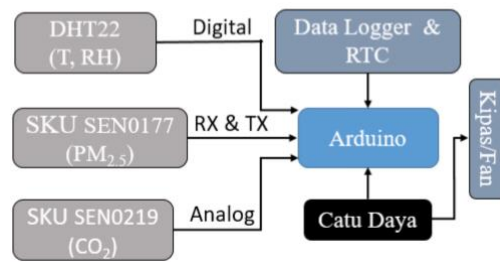 DHT22
(T, RH)
Digital
Data Logger &
RTC
SKU SEN0177
(PM2.5)
RX & TX
Arduino
Kipas/Fan
SKU SEN0219
(CO2)
Analog
Catu Daya